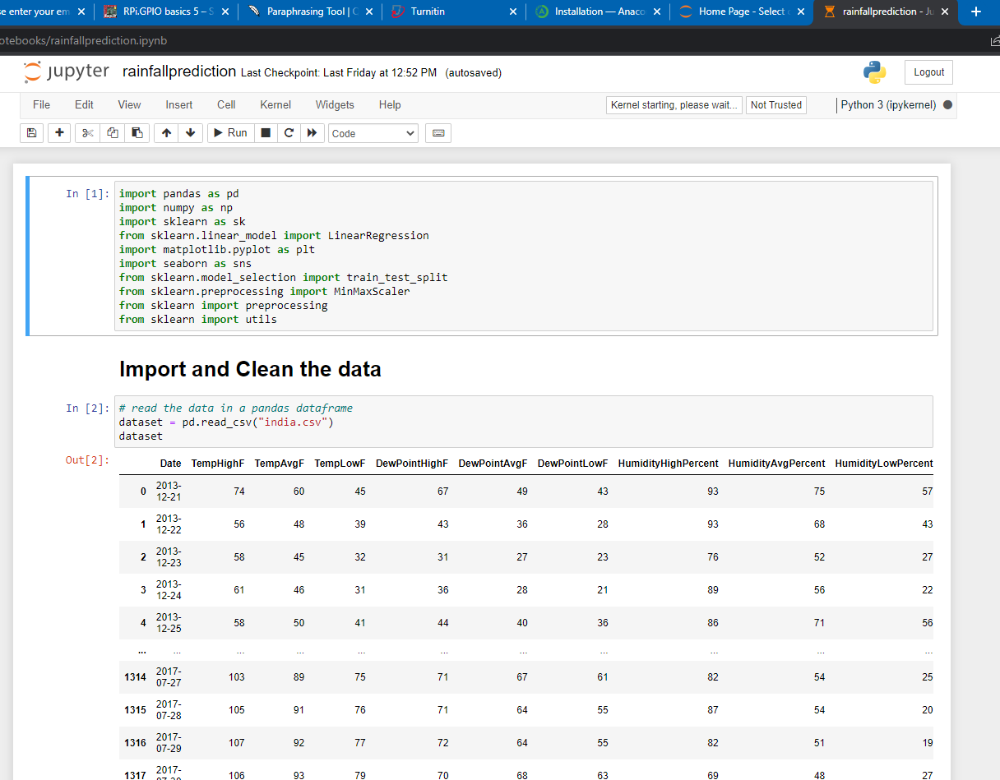 se enter your em
RPi.GPIO basics 5 – S
Paraphrasing Tool | C
Turnitin
Installation — Anaco
Home Page - Select
rainfallprediction - Ju
otebooks/rainfallprediction.ipynb
jupyter rainfallprediction Last Checkpoint: Last Friday at 12:52 PM (autosaved)
Logout
File Edit View Insert Cell Kernel Widgets Help
Kernel starting, please wait... Not Trusted Python 3 (ipykernel)
Run Code
In [1]:
import pandas as pd
import numpy as np
import sklearn as sk
from sklearn.linear_model import LinearRegression
import matplotlib.pyplot as plt
import seaborn as sns
from sklearn.model_selection import train_test_split
from sklearn.preprocessing import MinMaxScaler
from sklearn import preprocessing
from sklearn import utils
Import and Clean the data
In [2]:
# read the data in a pandas dataframe
dataset = pd.read_csv("india.csv")
dataset
Out[2]:
Date TempHighF TempAvgF TempLowF DewPointHighF DewPointAvgF DewPointLowF HumidityHighPercent HumidityAvgPercent HumidityLowPercent
0 2013-12-21 74 60 45 67 49 43 93 75 57
1 2013-12-22 56 48 39 43 36 28 93 68 43
2 2013-12-23 58 45 32 31 27 23 76 52 27
3 2013-12-24 61 46 31 36 28 21 89 56 22
4 2013-12-25 58 50 41 44 40 36 86 71 56
... ... ... ... ... ... ... ... ... ... ...
1314 2017-07-27 103 89 75 71 67 61 82 54 25
1315 2017-07-28 105 91 76 71 64 55 87 54 20
1316 2017-07-29 107 92 77 72 64 55 82 51 19
1317 2017- 106 93 79 70 68 63 69 48 27